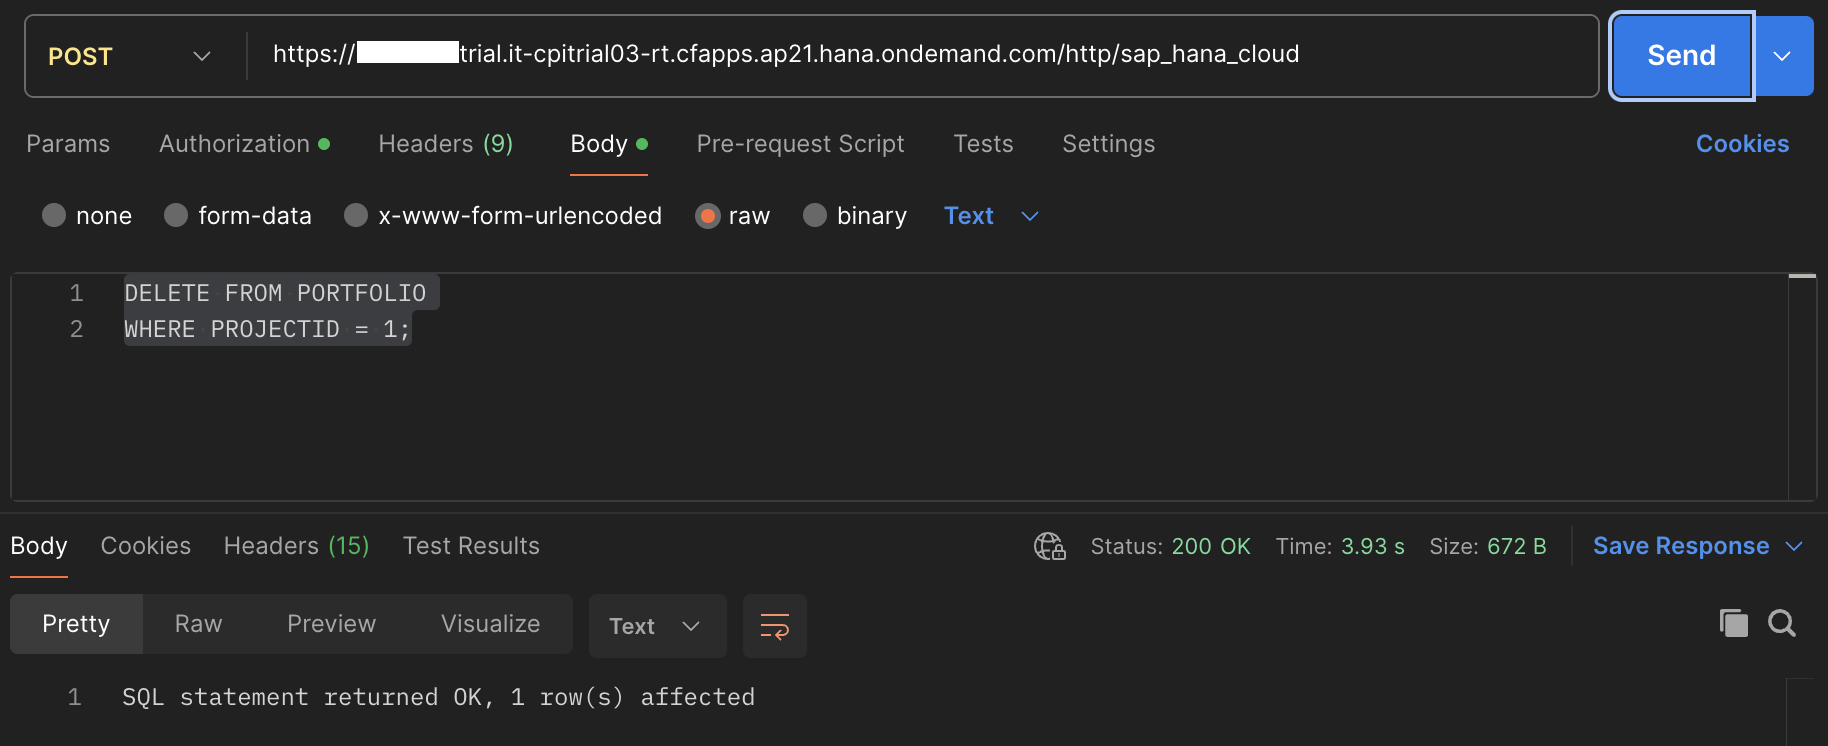 POST https://trial.it-cpitrial03-rt.cfapps.ap21.hana.ondemand.com/http/sap_hana_cloud Send
Params Authorization Headers (9) Body Pre-request Script Tests Settings Cookies
none form-data x-www-form-urlencoded raw binary Text
1 DELETE FROM PORTFOLIO
2 WHERE PROJECTID = 1;
Body Cookies Headers (15) Test Results Status: 200 OK Time: 3.93 s Size: 672 B Save Response
Pretty Raw Preview Visualize Text
1 SQL statement returned OK, 1 row(s) affected